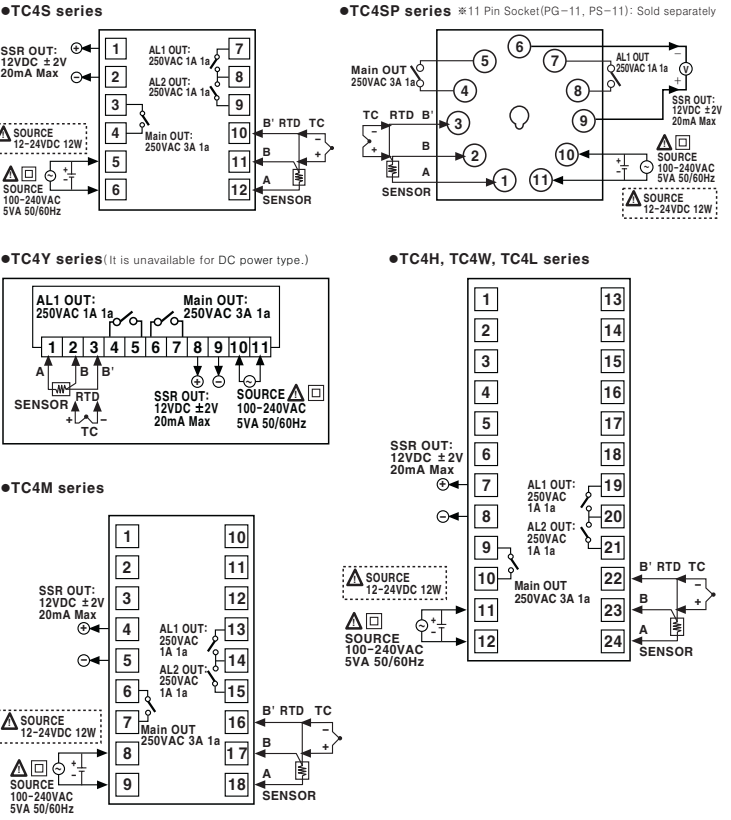 ●TC4S series
SSR OUT:
12VDC ±2V
20mA Max
1
2
3
4
5
6
AL1 OUT:
250VAC 1A 1a
AL2 OUT:
250VAC 1A 1a
Main OUT:
250VAC 3A 1a
7
8
9
10
11
12
SOURCE
12-24VDC 12W
SOURCE
100-240VAC
5VA 50/60Hz
B' RTD TC
B
A
SENSOR
●TC4SP series ※11 Pin Socket(PG-11, PS-11): Sold separately
Main OUT
250VAC 3A 1a
5
4
6
7
8
9
AL1 OUT
250VAC 1A 1a
V
SSR OUT:
12VDC ±2V
20mA Max
TC RTD B'
B
A
SENSOR
3
2
1
10
11
SOURCE
100-240VAC
5VA 50/60Hz
SOURCE
12-24VDC 12W
●TC4Y series(It is unavailable for DC power type.)
AL1 OUT:
250VAC 1A 1a
Main OUT:
250VAC 3A 1a
1 2 3 4 5 6 7 8 9 10 11
A B B'
SENSOR
RTD
TC
SSR OUT:
12VDC ±2V
20mA Max
SOURCE
100-240VAC
5VA 50/60Hz
●TC4H, TC4W, TC4L series
1
2
3
4
5
6
7
8
9
10
11
12
13
14
15
16
17
18
19
20
21
22
23
24
SSR OUT:
12VDC ±2V
20mA Max
AL1 OUT:
250VAC
1A 1a
AL2 OUT:
250VAC
1A 1a
Main OUT
250VAC 3A 1a
SOURCE
12-24VDC 12W
SOURCE
100-240VAC
5VA 50/60Hz
B' RTD TC
B
A
SENSOR
●TC4M series
1
2
3
4
5
6
7
8
9
10
11
12
13
14
15
16
17
18
SSR OUT:
12VDC ±2V
20mA Max
AL1 OUT:
250VAC
1A 1a
AL2 OUT:
250VAC
1A 1a
Main OUT
250VAC 3A 1a
SOURCE
12-24VDC 12W
SOURCE
100-240VAC
5VA 50/60Hz
B' RTD TC
B
A
SENSOR